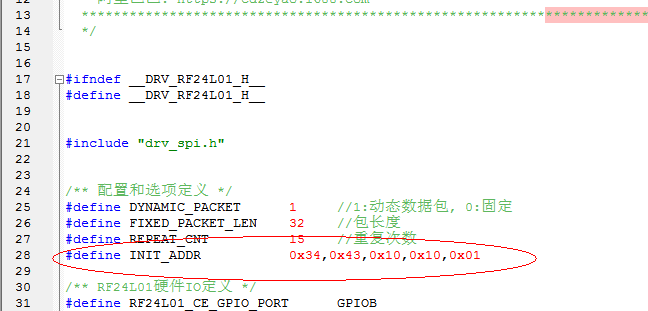 13 ******************************************************************************
14 */
15
16
17 #ifndef __DRV_RF24L01_H__
18 #define __DRV_RF24L01_H__
19
20
21 #include "drv_spi.h"
22
23
24 /** 配置和选项定义 */
25 #define DYNAMIC_PACKET 1 //1:动态数据包, 0:固定
26 #define FIXED_PACKET_LEN 32 //包长度
27 #define REPEAT_CNT 15 //重复次数
28 #define INIT_ADDR 0x34,0x43,0x10,0x10,0x01
29
30 /** RF24L01硬件IO定义 */
31 #define RF24L01_CE_GPIO_PORT GPIOB